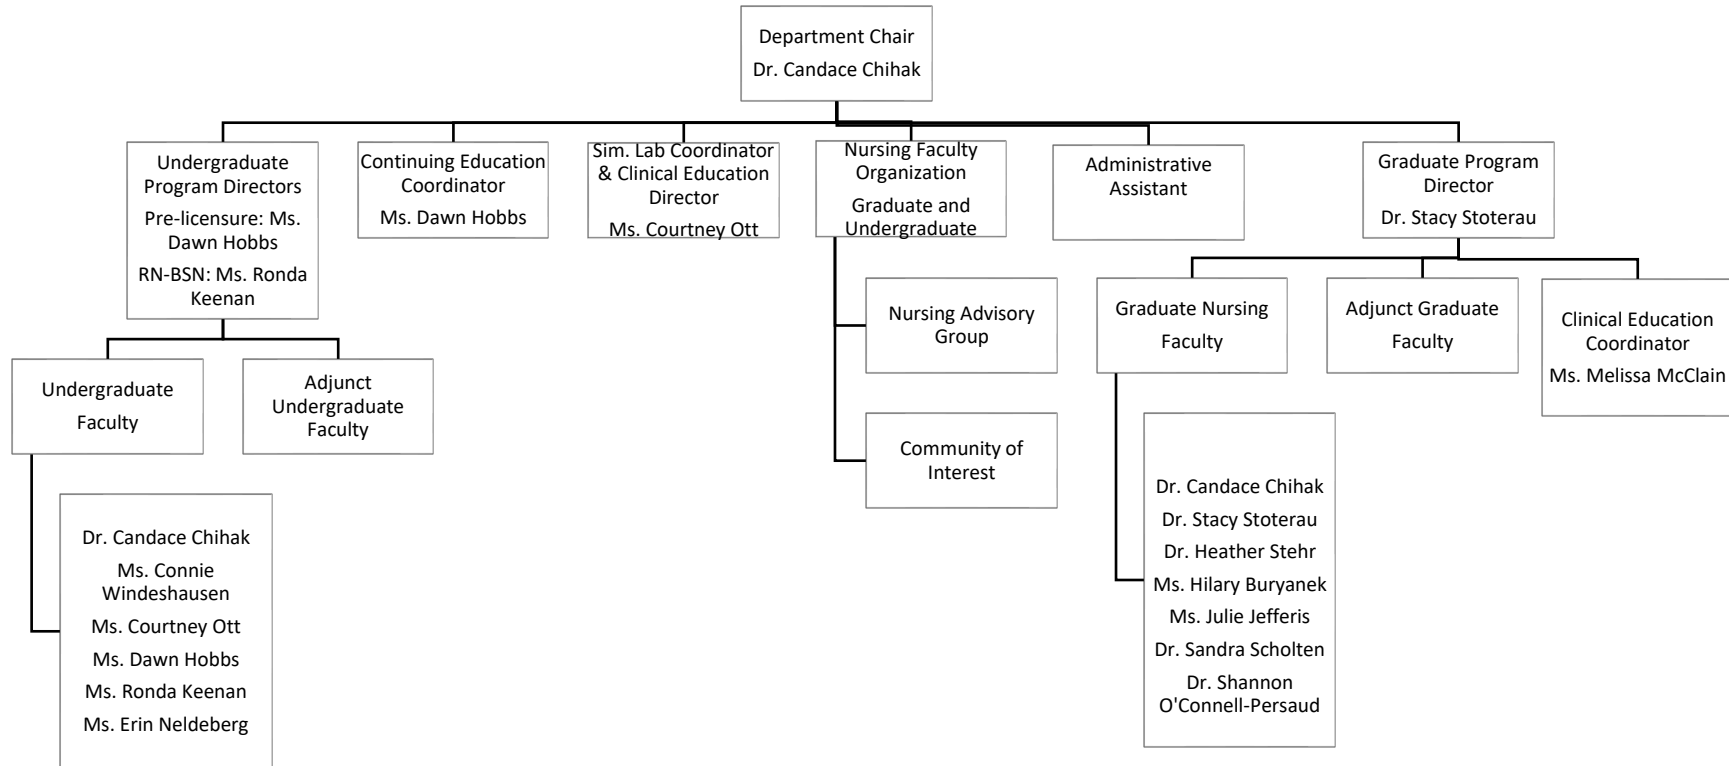 Department Chair
Dr. Candace Chihak
Undergraduate
Program Directors
Pre-licensure: Ms.
Dawn Hobbs
RN-BSN: Ms. Ronda
Keenan
Continuing Education
Coordinator
Ms. Dawn Hobbs
Sim. Lab Coordinator
& Clinical Education
Director
Ms. Courtney Ott
Nursing Faculty
Organization
Graduate and
Undergraduate
Administrative
Assistant
Graduate Program
Director
Dr. Stacy Stoterau
Undergraduate
Faculty
Adjunct
Undergraduate
Faculty
Nursing Advisory
Group
Community of
Interest
Graduate Nursing
Faculty
Adjunct Graduate
Faculty
Clinical Education
Coordinator
Ms. Melissa McClain
Dr. Candace Chihak
Ms. Connie
Windeshausen
Ms. Courtney Ott
Ms. Dawn Hobbs
Ms. Ronda Keenan
Ms. Erin Neldeberg
Dr. Candace Chihak
Dr. Stacy Stoterau
Dr. Heather Stehr
Ms. Hilary Buryanek
Ms. Julie Jefferis
Dr. Sandra Scholten
Dr. Shannon
O'Connell-Persaud